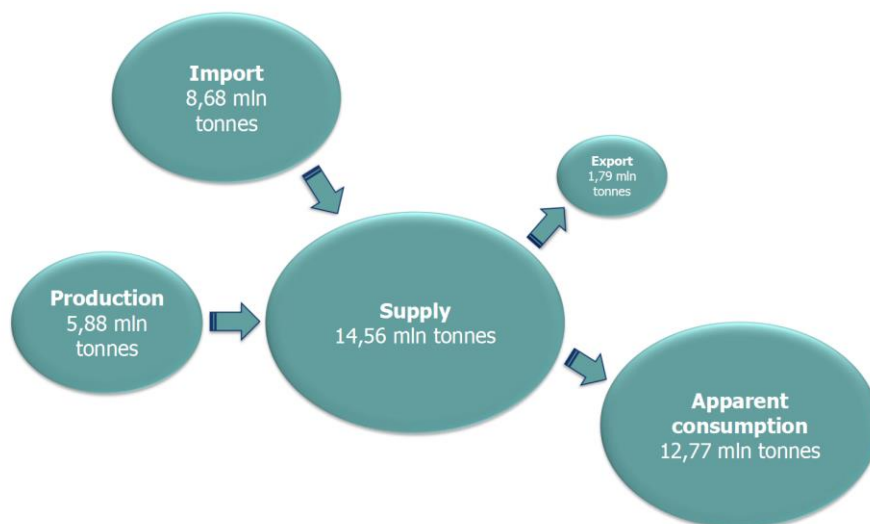 Import
8,68 mln
tonnes
Export
1,79 mln
tonnes
Production
5,88 mln
tonnes
Supply
14,56 mln tonnes
Apparent
consumption
12,77 mln tonnes